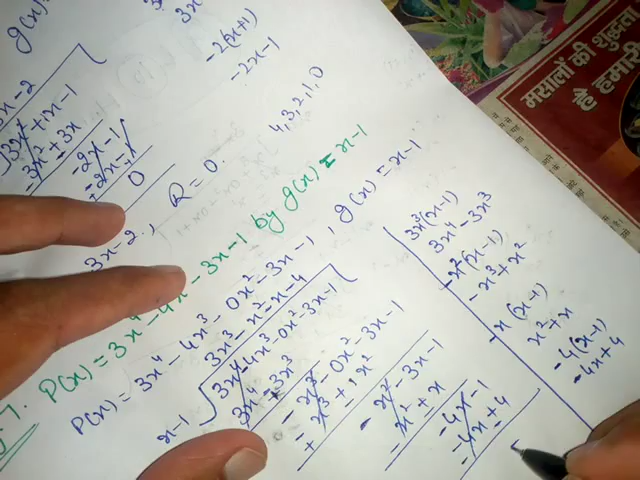 g(x)
3x
-2(x+1)
-2x-1
3x-2
3x²+x-1
-3x²+3x
-2x-1
0
4,3,2,1,0
3x-2, R=0.
P(x)=3x⁴-4x³-3x-1 by g(x)=x-1
P(x)=3x⁴-4x³-0x²-3x-1, g(x)=x-1
3x³-x²-x-4
x-1 3x⁴-4x³-0x²-3x-1
3x⁴-3x³
-x³-0x²-3x-1
-x³+x²
-x²-3x-1
-x²+x
-4x-1
-4x+4
3x³(x-1)
3x⁴-3x³
-x²(x-1)
-x³+x²
-x(x-1)
x²+x
-4(x-1)
-4x+4
मसालों की शुद्धता
है हमारी